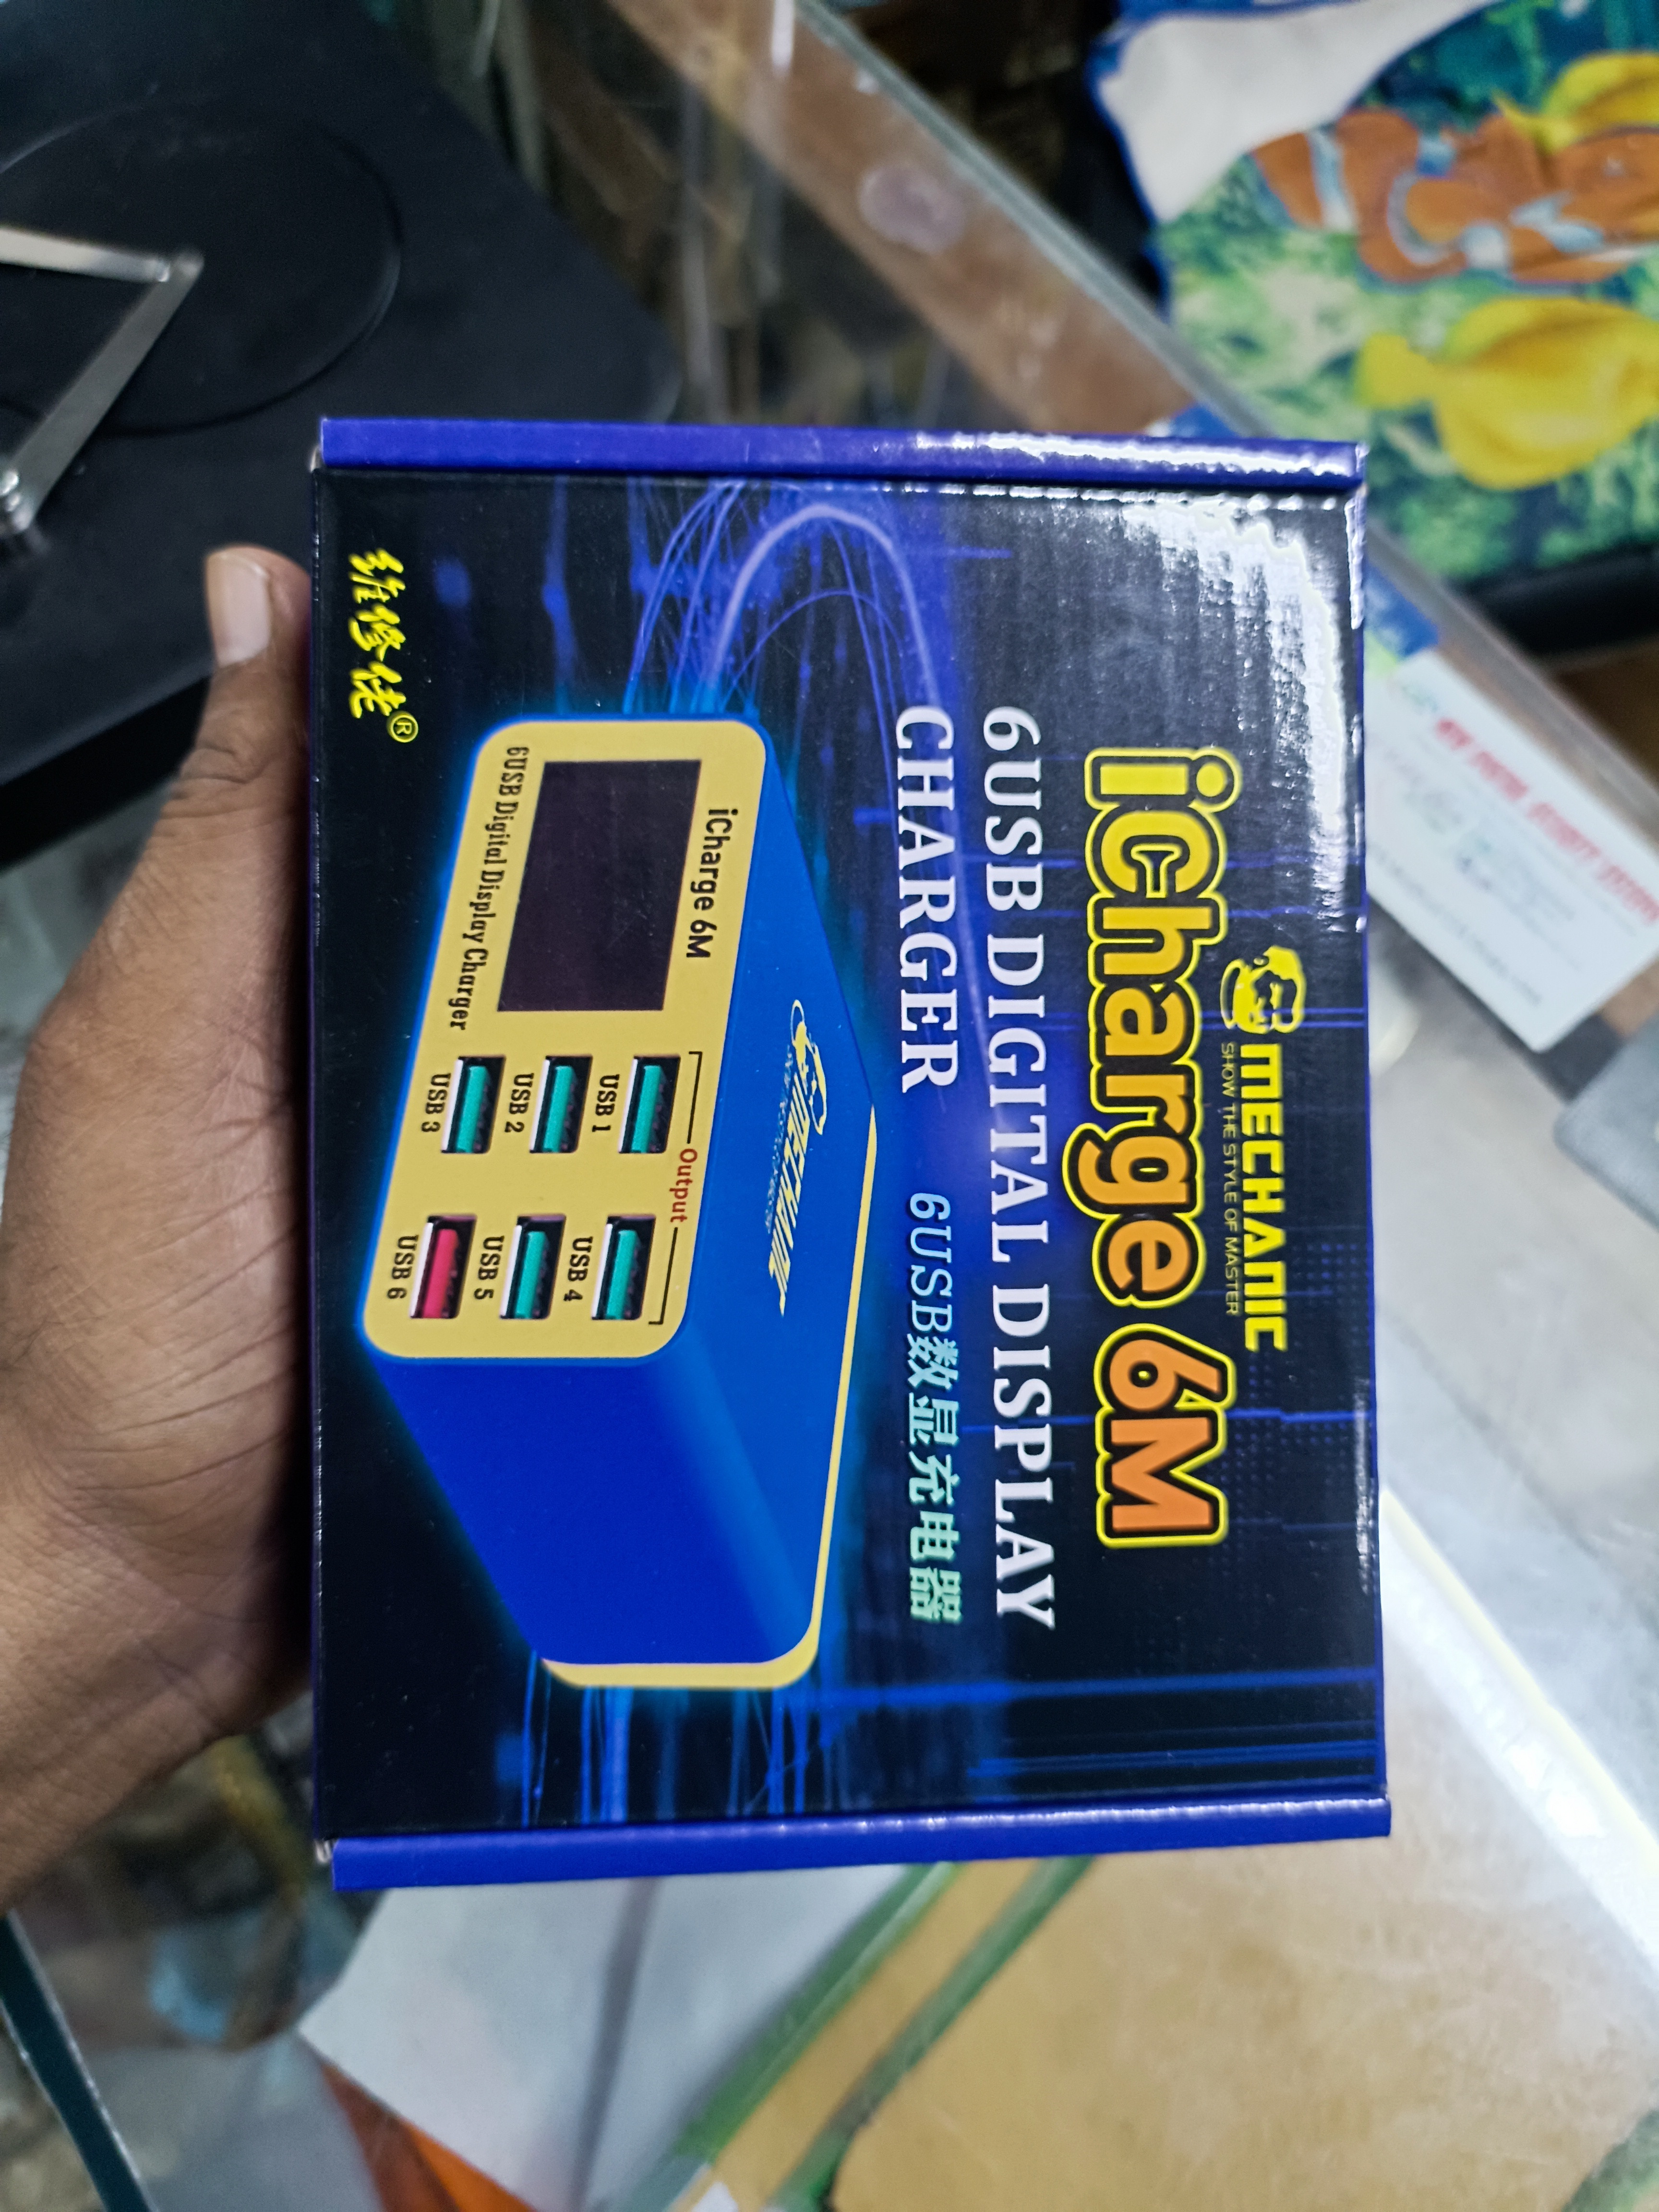 MECHANIC
SHOW THE STYLE OF MASTER
iCharge 6M
6USB DIGITAL DISPLAY
CHARGER
6USB数显充电器
MECHANIC
iCharge 6M
Output
USB 1
USB 4
USB 2
USB 5
USB 3
USB 6
6USB Digital Display Charger
维修佬®